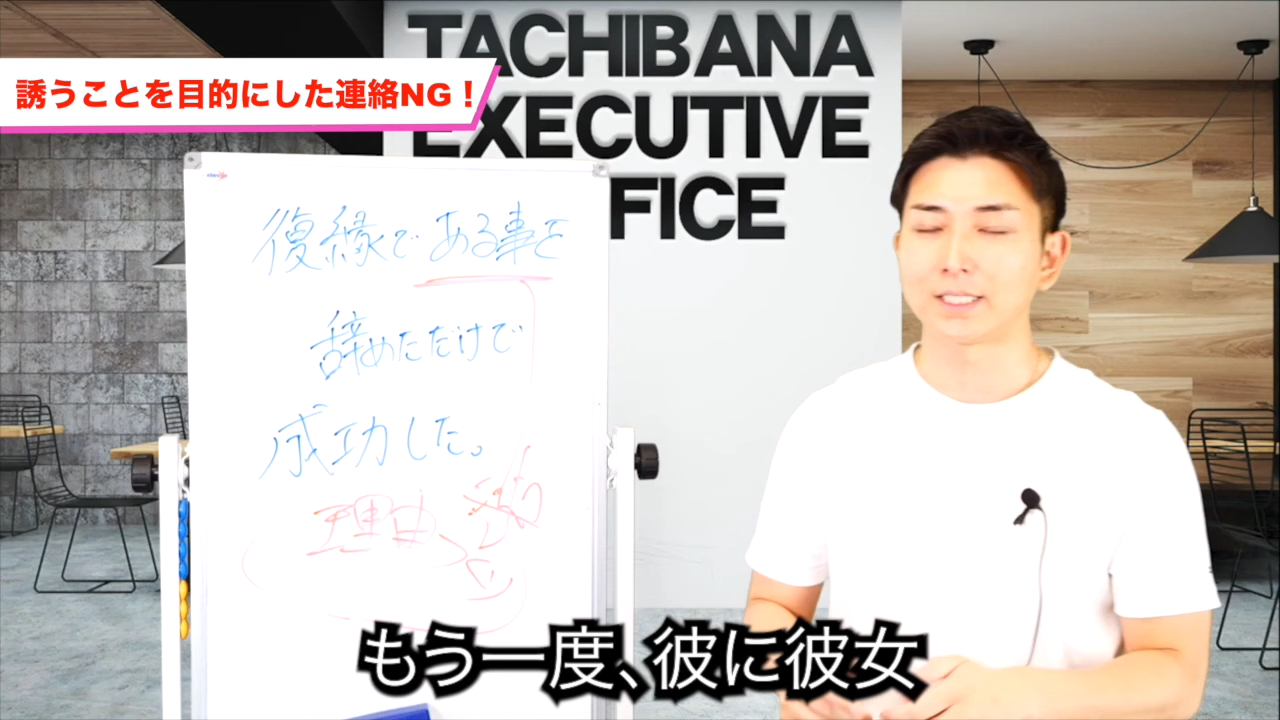 TACHIBANA
EXECUTIVE
FICE
誘うことを目的にした連絡NG！
復縁である事を
辞めただけで
成功した。
理由
もう一度、彼に彼女